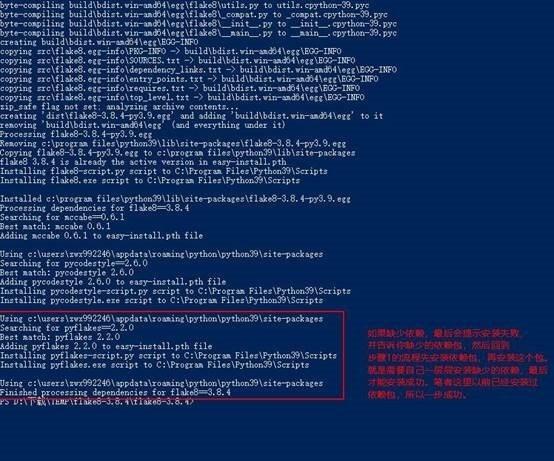 byte-compiling build\bdist.win-amd64\egg\flake8\utils.py to utils.cpython-39.pyc
byte-compiling build\bdist.win-amd64\egg\flake8\_compat.py to _compat.cpython-39.pyc
byte-compiling build\bdist.win-amd64\egg\flake8\__init__.py to __init__.cpython-39.pyc
byte-compiling build\bdist.win-amd64\egg\flake8\__main__.py to __main__.cpython-39.pyc
creating build\bdist.win-amd64\egg\EGG-INFO
copying src\flake8.egg-info\PKG-INFO -> build\bdist.win-amd64\egg\EGG-INFO
copying src\flake8.egg-info\SOURCES.txt -> build\bdist.win-amd64\egg\EGG-INFO
copying src\flake8.egg-info\dependency_links.txt -> build\bdist.win-amd64\egg\EGG-INFO
copying src\flake8.egg-info\entry_points.txt -> build\bdist.win-amd64\egg\EGG-INFO
copying src\flake8.egg-info\requires.txt -> build\bdist.win-amd64\egg\EGG-INFO
copying src\flake8.egg-info\top_level.txt -> build\bdist.win-amd64\egg\EGG-INFO
zip_safe flag not set; analyzing archive contents...
creating 'dist\flake8-3.8.4-py3.9.egg' and adding 'build\bdist.win-amd64\egg' to it
removing 'build\bdist.win-amd64\egg' (and everything under it)
Processing flake8-3.8.4-py3.9.egg
Removing c:\program files\python39\lib\site-packages\flake8-3.8.4-py3.9.egg
Copying flake8-3.8.4-py3.9.egg to c:\program files\python39\lib\site-packages
flake8 3.8.4 is already the active version in easy-install.pth
Installing flake8-script.py script to C:\Program Files\Python39\Scripts
Installing flake8.exe script to C:\Program Files\Python39\Scripts
Installed c:\program files\python39\lib\site-packages\flake8-3.8.4-py3.9.egg
Processing dependencies for flake8==3.8.4
Searching for mccabe==0.6.1
Best match: mccabe 0.6.1
Adding mccabe 0.6.1 to easy-install.pth file
Using c:\users\zwx992246\appdata\roaming\python\python39\site-packages
Searching for pycodestyle==2.6.0
Best match: pycodestyle 2.6.0
Adding pycodestyle 2.6.0 to easy-install.pth file
Installing pycodestyle-script.py script to C:\Program Files\Python39\Scripts
Installing pycodestyle.exe script to C:\Program Files\Python39\Scripts
Using c:\users\zwx992246\appdata\roaming\python\python39\site-packages
Searching for pyflakes==2.2.0
Best match: pyflakes 2.2.0
Adding pyflakes 2.2.0 to easy-install.pth file
Installing pyflakes-script.py script to C:\Program Files\Python39\Scripts
Installing pyflakes.exe script to C:\Program Files\Python39\Scripts
Using c:\users\zwx992246\appdata\roaming\python\python39\site-packages
Finished processing dependencies for flake8==3.8.4
PS D:\下载\TEMP\flake8-3.8.4\flake8-3.8.4>
如果缺少依赖，最后会提示安装失败，
并告诉你缺少的依赖包，然后回到
步骤1的流程先安装依赖包，再安装这个包。
就是需要自己一层层安装缺少的依赖，最后
才能安装成功。笔者这里以前已经安装过
依赖包，所以一步成功。